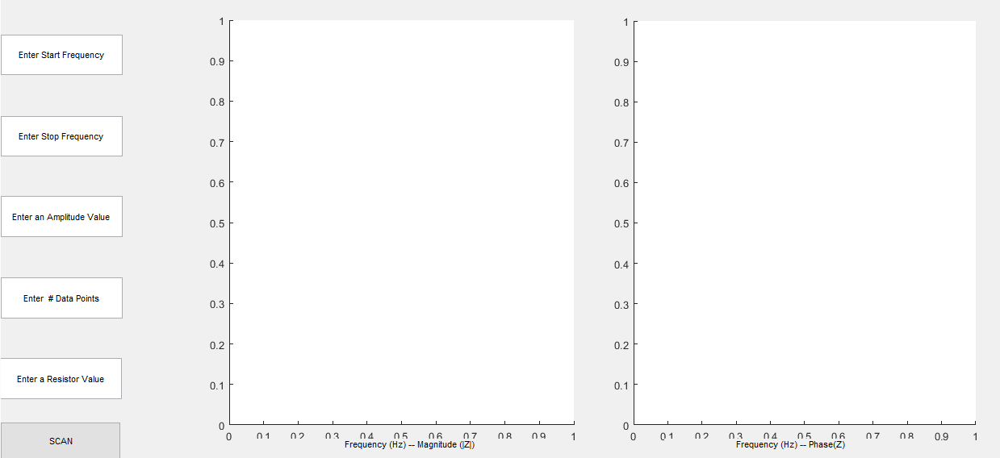 Enter Start Frequency
Enter Stop Frequency
Enter an Amplitude Value
Enter # Data Points
Enter a Resistor Value
SCAN
1
0.9
0.8
0.7
0.6
0.5
0.4
0.3
0.2
0.1
0
0 0.1 0.2 0.3 0.4 0.5 0.6 0.7 0.8 0.9 1
Frequency (Hz) -- Magnitude (|Z|)
1
0.9
0.8
0.7
0.6
0.5
0.4
0.3
0.2
0.1
0
0 0.1 0.2 0.3 0.4 0.5 0.6 0.7 0.8 0.9 1
Frequency (Hz) -- Phase(Z)